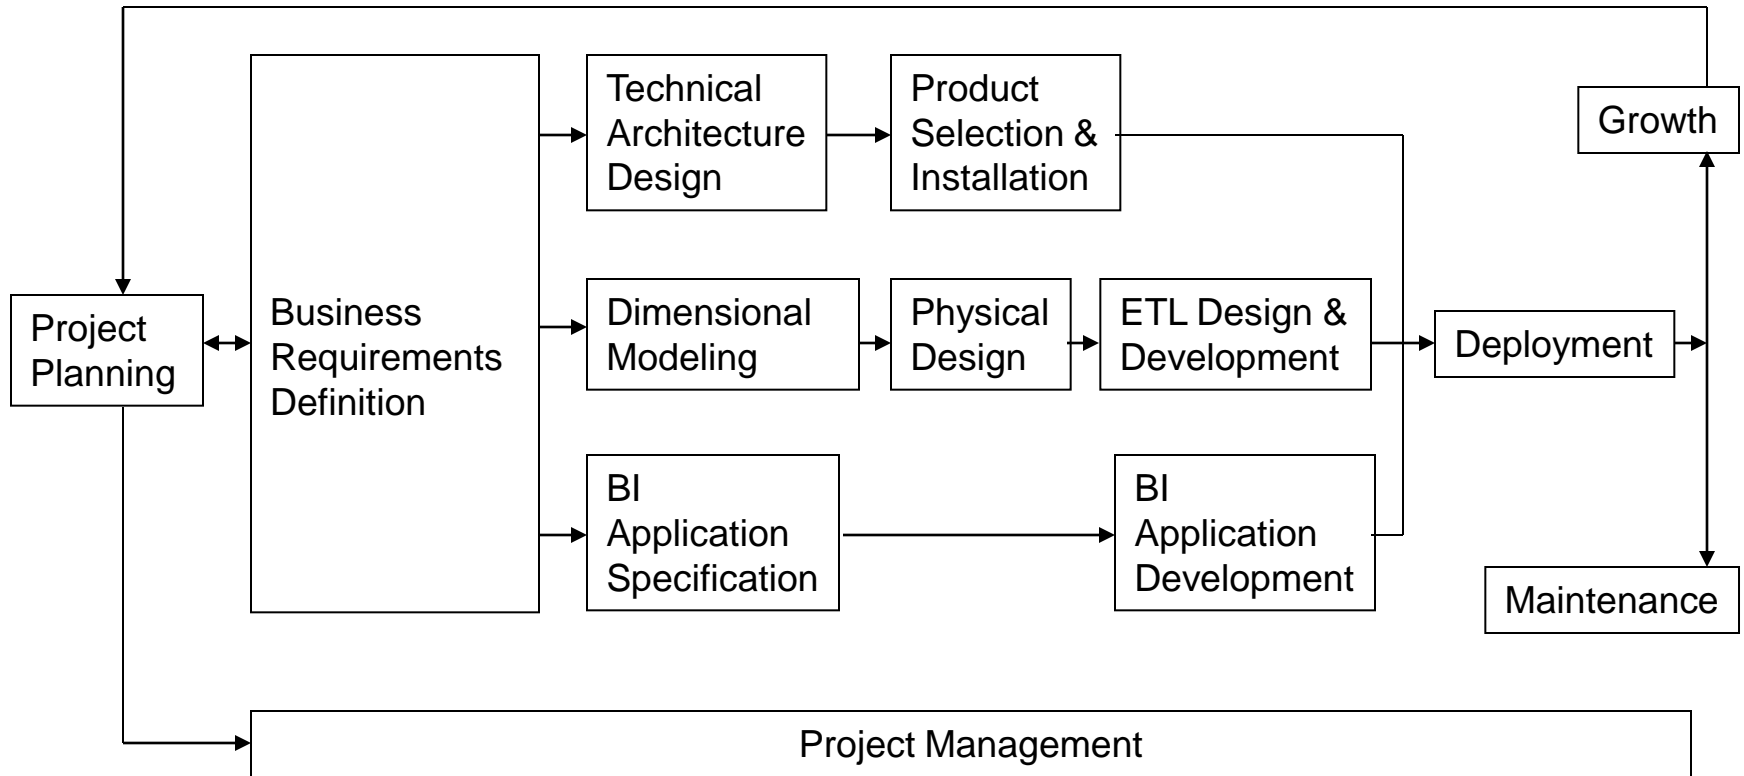 Technical
Architecture
Design
Product
Selection &
Installation
Growth
Project
Planning
Business
Requirements
Definition
Dimensional
Modeling
Physical
Design
ETL Design &
Development
Deployment
BI
Application
Specification
BI
Application
Development
Maintenance
Project Management